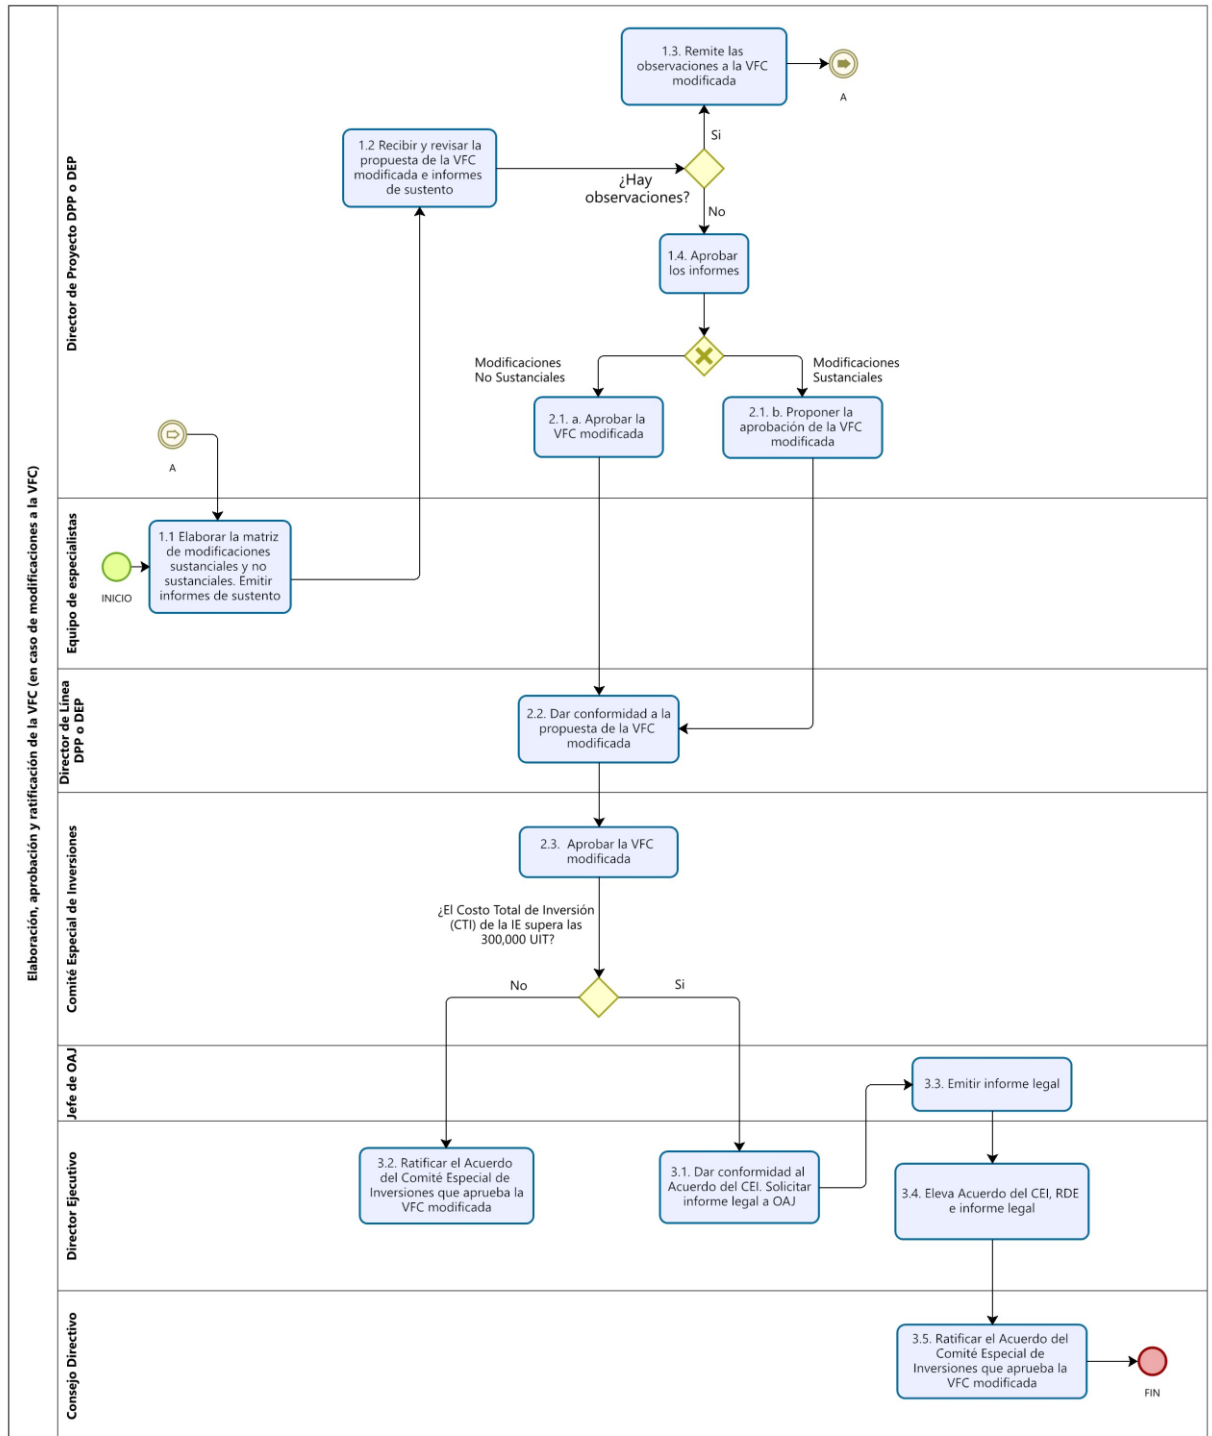 Elaboración, aprobación y ratificación de la VFC (en caso de modificaciones a la VFC)
Director de Proyecto DPP o DEP
1.3. Remite las
observaciones a la VFC
modificada
A
Si
1.2 Recibir y revisar la
propuesta de la VFC
modificada e informes
de sustento
¿Hay
observaciones?
No
1.4. Aprobar
los informes
Modificaciones
No Sustanciales
Modificaciones
Sustanciales
2.1. a. Aprobar la
VFC modificada
2.1. b. Proponer la
aprobación de la VFC
modificada
A
Equipo de especialistas
INICIO
1.1 Elaborar la matriz
de modificaciones
sustanciales y no
sustanciales. Emitir
informes de sustento
Director de Línea
DPP o DEP
2.2. Dar conformidad a la
propuesta de la VFC
modificada
Comité Especial de Inversiones
2.3.  Aprobar la VFC
modificada
¿El Costo Total de Inversión
(CTI) de la IE supera las
300,000 UIT?
No
Si
Jefe de OAJ
3.3. Emitir informe legal
Director Ejecutivo
3.2. Ratificar el Acuerdo
del Comité Especial de
Inversiones que aprueba la
VFC modificada
3.1. Dar conformidad al
Acuerdo del CEI. Solicitar
informe legal a OAJ
3.4. Eleva Acuerdo del CEI, RDE
e informe legal
Consejo Directivo
3.5. Ratificar el Acuerdo del
Comité Especial de
Inversiones que aprueba la
VFC modificada
FIN